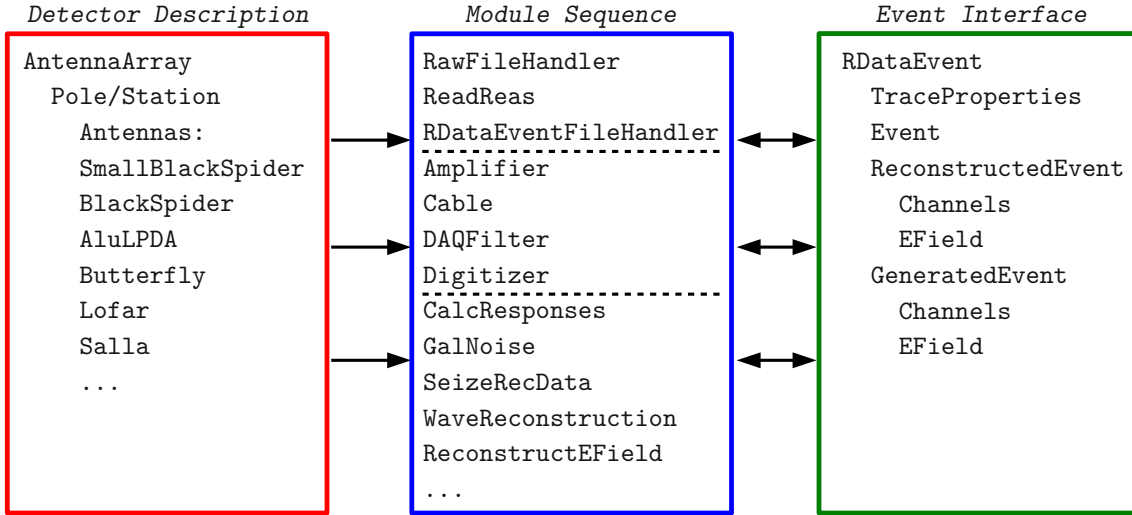 Detector Description
AntennaArray
Pole/Station
Antennas:
SmallBlackSpider
BlackSpider
AluLPDA
Butterfly
Lofar
Salla
...
Module Sequence
RawFileHandler
ReadReas
RDataEventFileHandler
Amplifier
Cable
DAQFilter
Digitizer
CalcResponses
GalNoise
SeizeRecData
WaveReconstruction
ReconstructEField
...
Event Interface
RDataEvent
TraceProperties
Event
ReconstructedEvent
Channels
EField
GeneratedEvent
Channels
EField